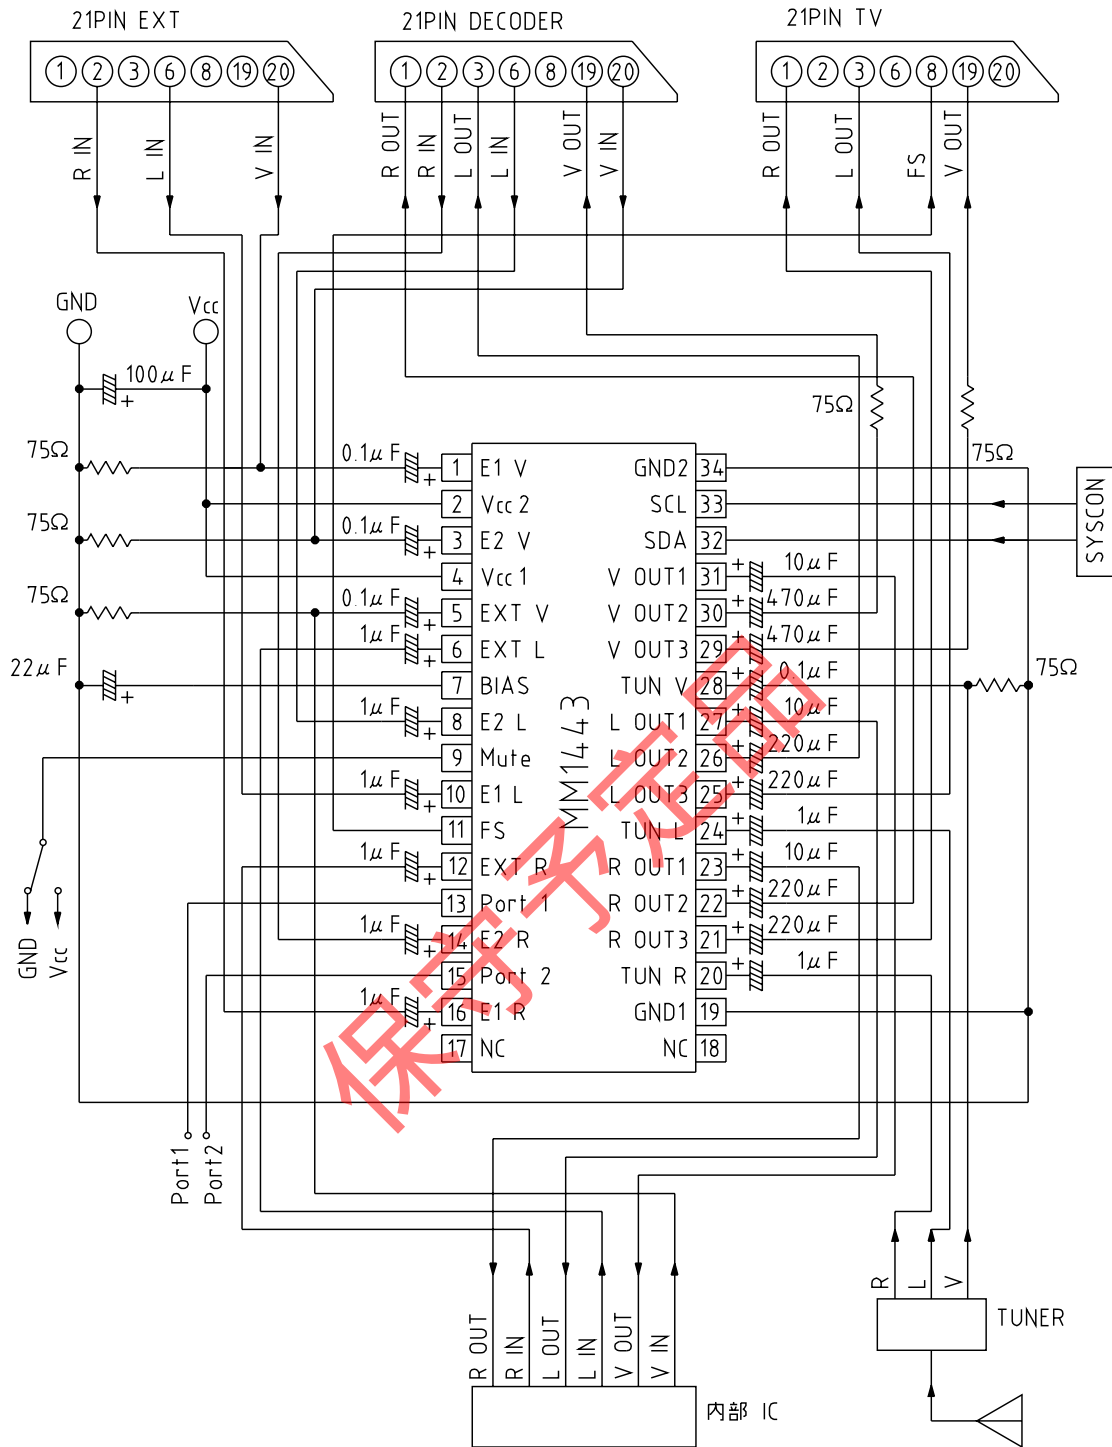 21PIN EXT
21PIN DECODER
21PIN TV
1 2 3 6 8 19 20
1 2 3 6 8 19 20
1 2 3 6 8 19 20
R IN
L IN
V IN
R OUT
R IN
L OUT
L IN
V OUT
V IN
R OUT
L OUT
FS
V OUT
GND
Vcc
100μF
+
75Ω
75Ω
75Ω
75Ω
75Ω
22μF
+
75Ω
0.1μF
+
0.1μF
+
0.1μF
+
1μF
+
1μF
+
1μF
+
1μF
+
1μF
+
1μF
+
1 E1 V
2 Vcc2
3 E2 V
4 Vcc1
5 EXT V
6 EXT L
7 BIAS
8 E2 L
9 Mute
10 E1 L
11 FS
12 EXT R
13 Port 1
14 E2 R
15 Port 2
16 E1 R
17 NC
MM1443
GND2 34
SCL 33
SDA 32
V OUT1 31
V OUT2 30
V OUT3 29
TUN V 28
L OUT1 27
L OUT2 26
L OUT3 25
TUN L 24
R OUT1 23
R OUT2 22
R OUT3 21
TUN R 20
GND1 19
NC 18
+ 10μF
+ 470μF
+ 470μF
+ 0.1μF
+ 10μF
+ 220μF
+ 220μF
+ 1μF
+ 10μF
+ 220μF
+ 220μF
+ 1μF
SYSCON
GND
Vcc
Port1
Port2
保守予定品
R OUT
R IN
L OUT
L IN
V OUT
V IN
内部 IC
R
L
V
TUNER